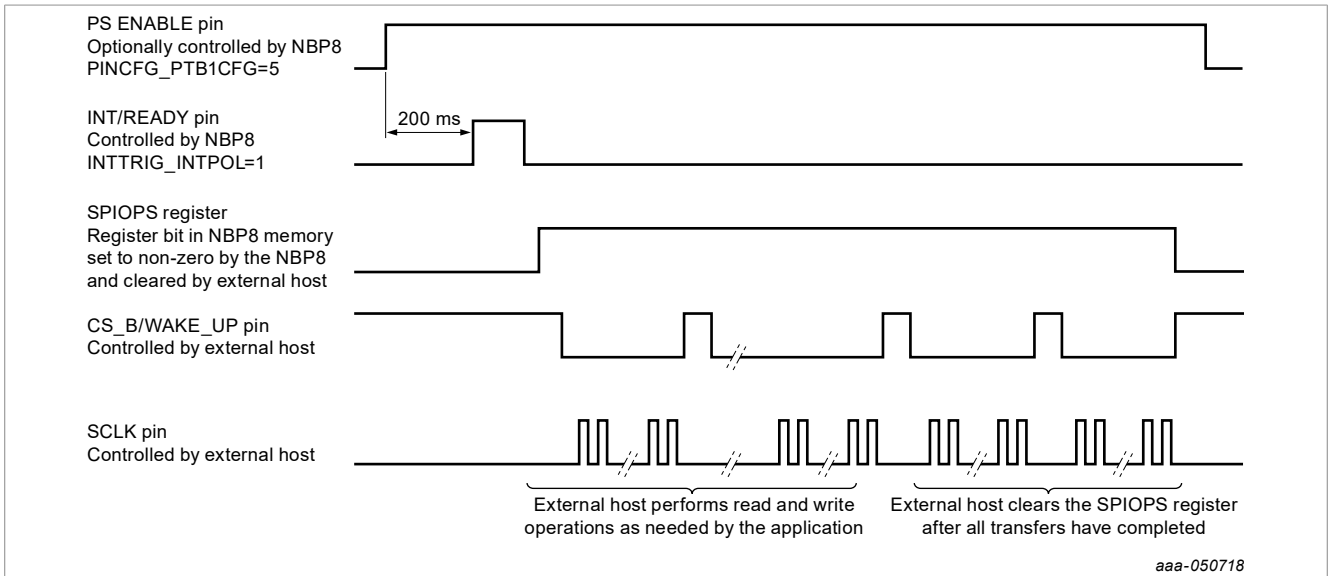 PS ENABLE pin
Optionally controlled by NBP8
PINCFG_PTB1CFG=5
INT/READY pin
Controlled by NBP8
INTTRIG_INTPOL=1
200 ms
SPIOPS register
Register bit in NBP8 memory
set to non-zero by the NBP8
and cleared by external host
CS_B/WAKE_UP pin
Controlled by external host
SCLK pin
Controlled by external host
External host performs read and write
operations as needed by the application
External host clears the SPIOPS register
after all transfers have completed
aaa-050718